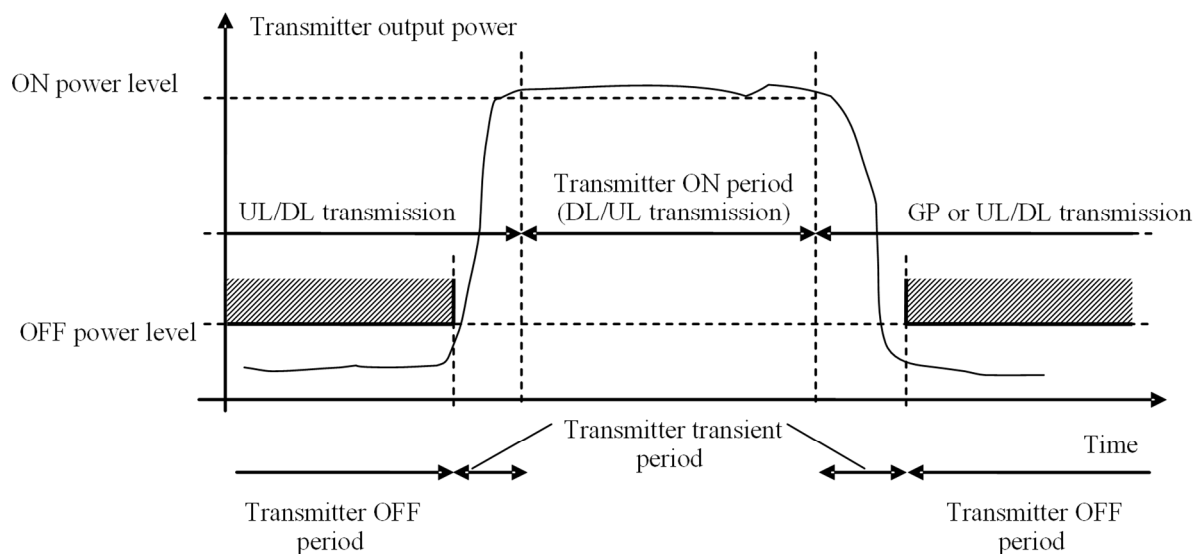 Transmitter output power
ON power level
Transmitter ON period
(DL/UL transmission)
UL/DL transmission
GP or UL/DL transmission
OFF power level
Transmitter transient
period
Time
Transmitter OFF
period
Transmitter OFF
period